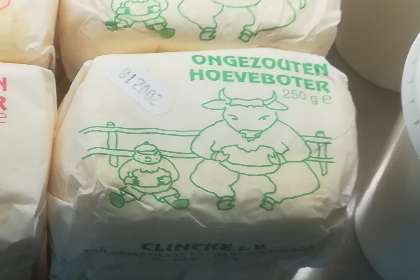 ONGEZOUTEN
HOEVEBOTER
250 g e
200218
CLINCKE b.v.